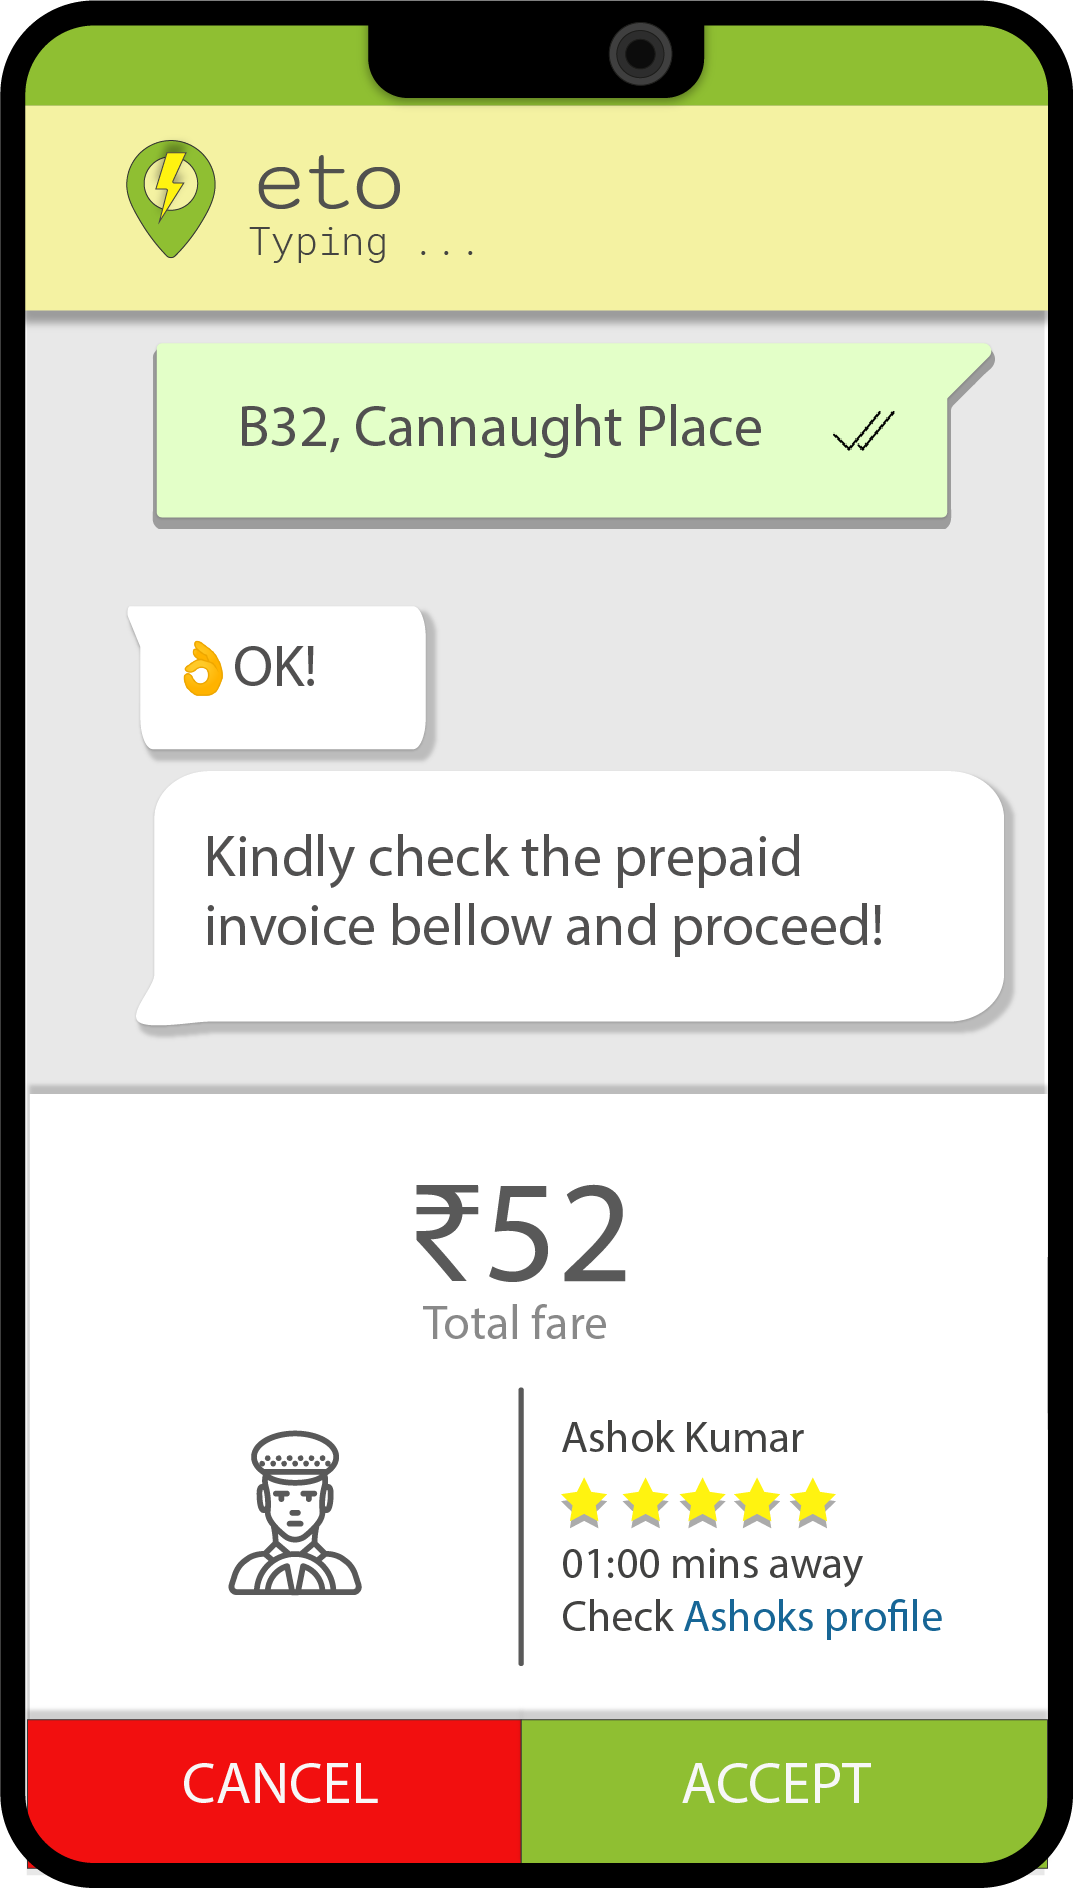 eto
Typing ...
B32, Cannaught Place
👌OK!
Kindly check the prepaid
invoice bellow and proceed!
₹52
Total fare
Ashok Kumar
01:00 mins away
Check Ashoks profile
CANCEL
ACCEPT